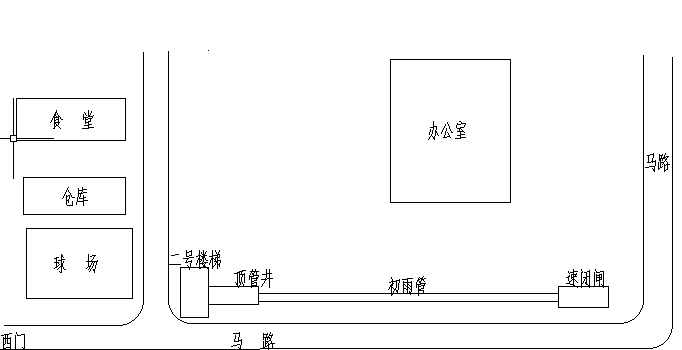 食 堂
办公室
马路
仓库
球 场
二号楼梯
顶管井
初雨管
速闭闸
西门
马 路